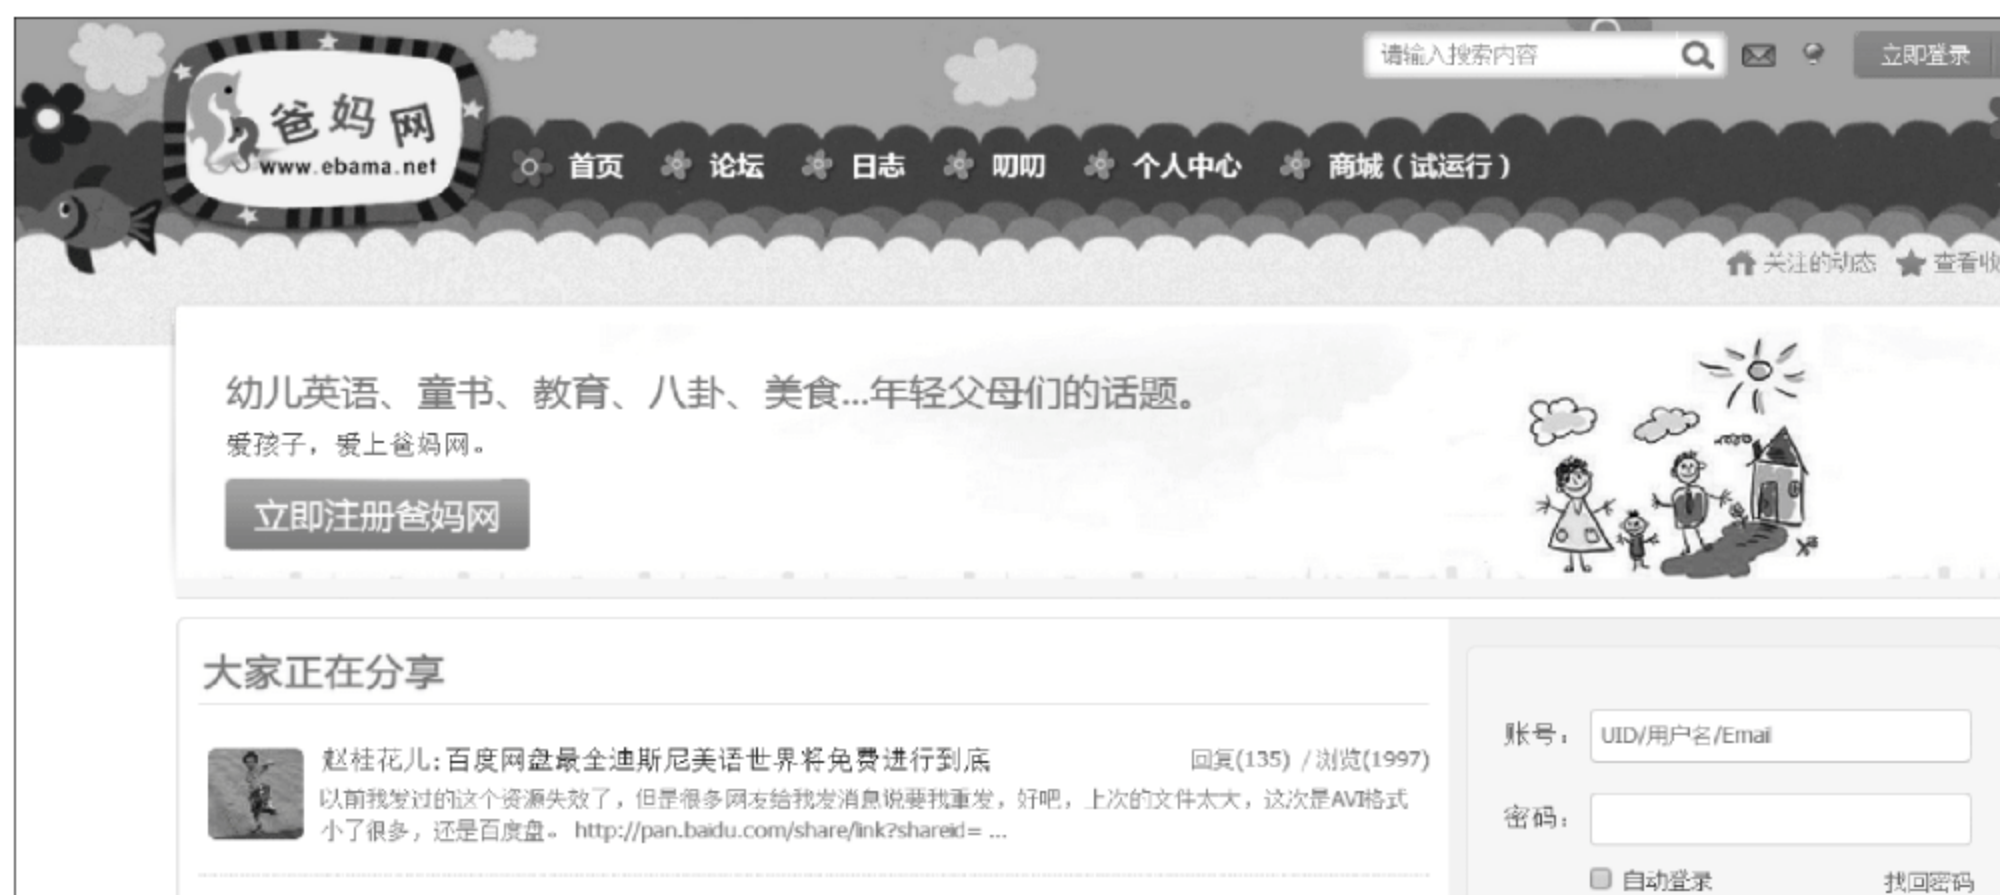 请输入搜索内容
立即登录
爸妈网
www.ebama.net
首页 论坛 日志 叨叨 个人中心 商城（试运行）
关注的动态 查看收
幼儿英语、童书、教育、八卦、美食...年轻父母们的话题。
爱孩子，爱上爸妈网。
立即注册爸妈网
大家正在分享
赵桂花儿:百度网盘最全迪斯尼美语世界将免费进行到底 回复(135) / 浏览(1997)
以前我发过的这个资源失效了，但是很多网友给我发消息说要我重发，好吧，上次的文件太大，这次是AVI格式
小了很多，还是百度盘。 http://pan.baidu.com/share/link?shareid= ...
账号： UID/用户名/Email
密码：
自动登录 找回密码